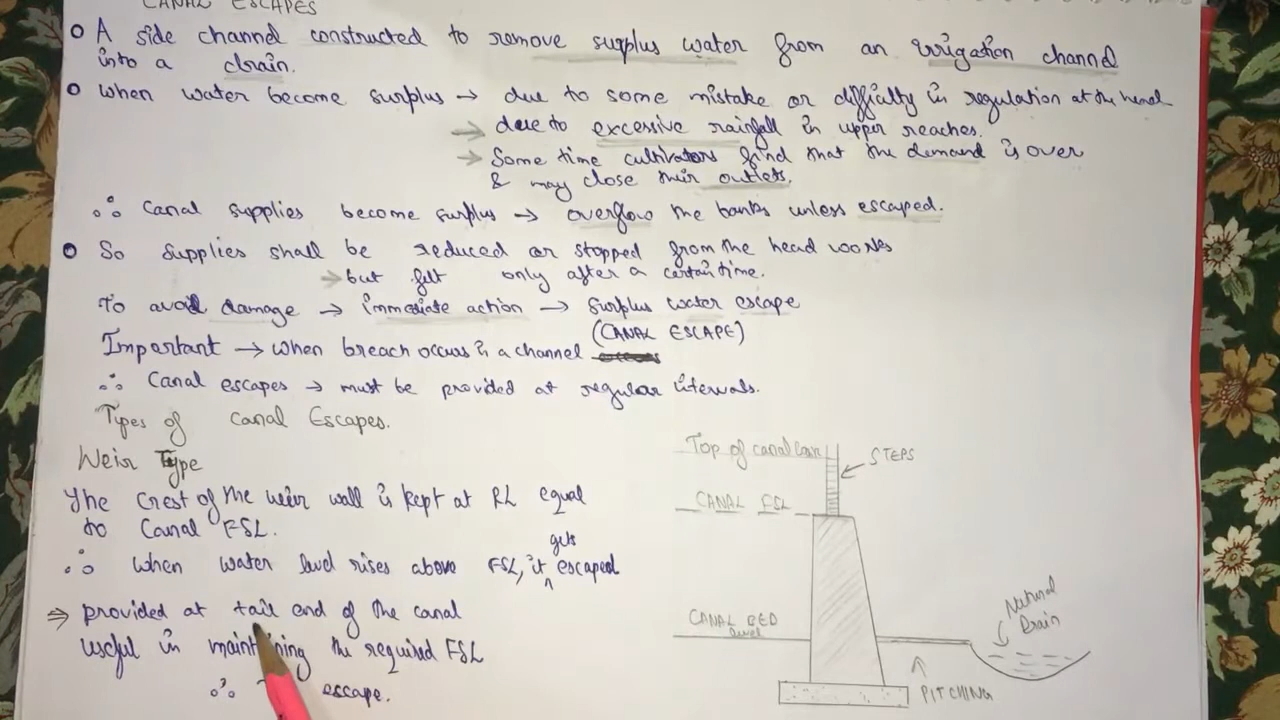 CANAL ESCAPES
A side channel constructed to remove surplus water from an irrigation channel
into a drain.
When water become surplus → due to some mistake or difficlty in regulation at the head
→ due to excessive rainfall in upper reaches.
→ Some time cultivators find that the demand is over
& may close their outlets.
∴ Canal supplies become surplus → overflow the banks unless escaped.
So supplies shall be reduced or stopped from the head works
→ but felt only after a certain time.
To avoid damage → immediate action → surplus water escape
(CANAL ESCAPE)
Important → When breach occurs in a channel
∴ Canal escapes → must be provided at regular intervals.
Types of Canal Escapes.
Weir Type
The crest of the weir wall is kept at RL equal
to Canal FSL.
∴ When water level rises above FSL, it gets escaped
⇒ provided at tail end of the canal
useful in maintaining the required FSL
∴ escape.
Top of canal bank
STEPS
CANAL FSL
CANAL BED
level
Natural
Drain
PITCHING